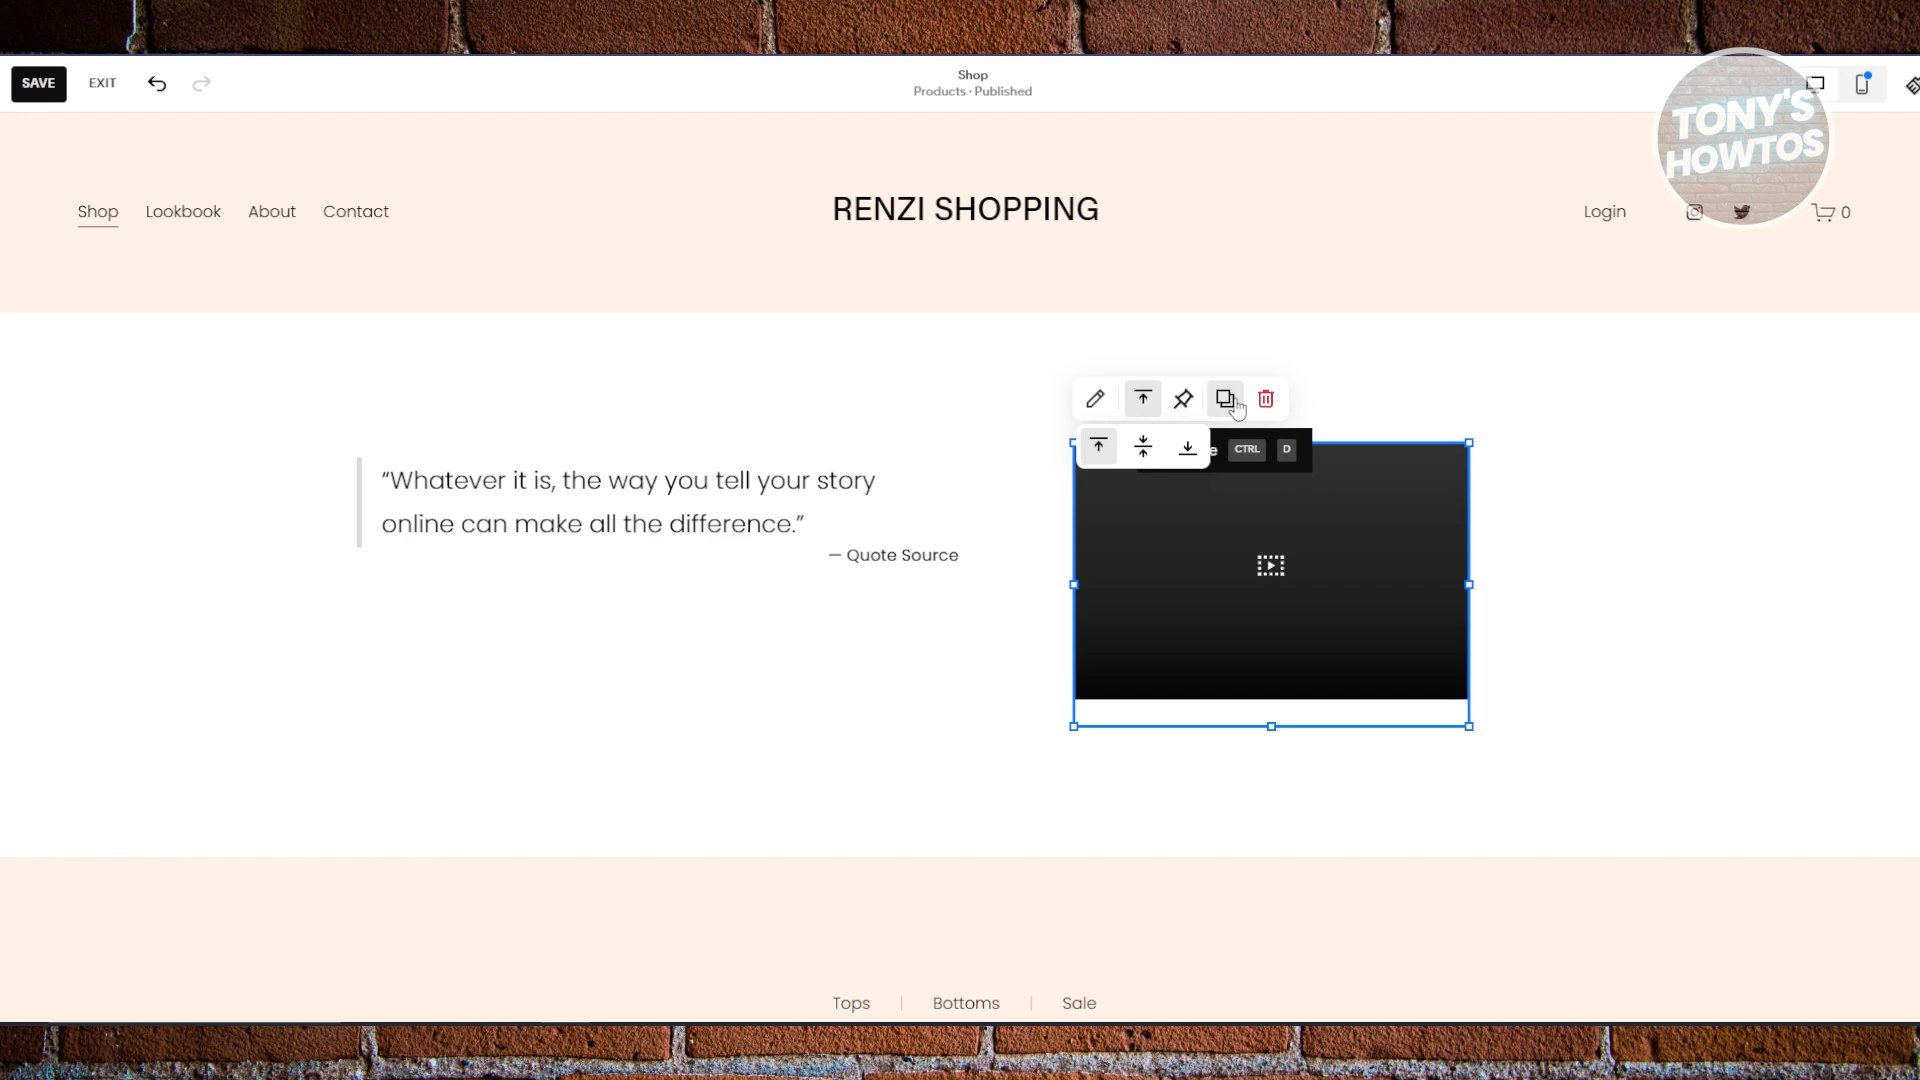 SAVE
EXIT
Shop
Products · Published
TONY'S
HOWTOS
Shop
Lookbook
About
Contact
RENZI SHOPPING
Login
0
CTRL
D
“Whatever it is, the way you tell your story
online can make all the difference.”
— Quote Source
Tops
Bottoms
Sale